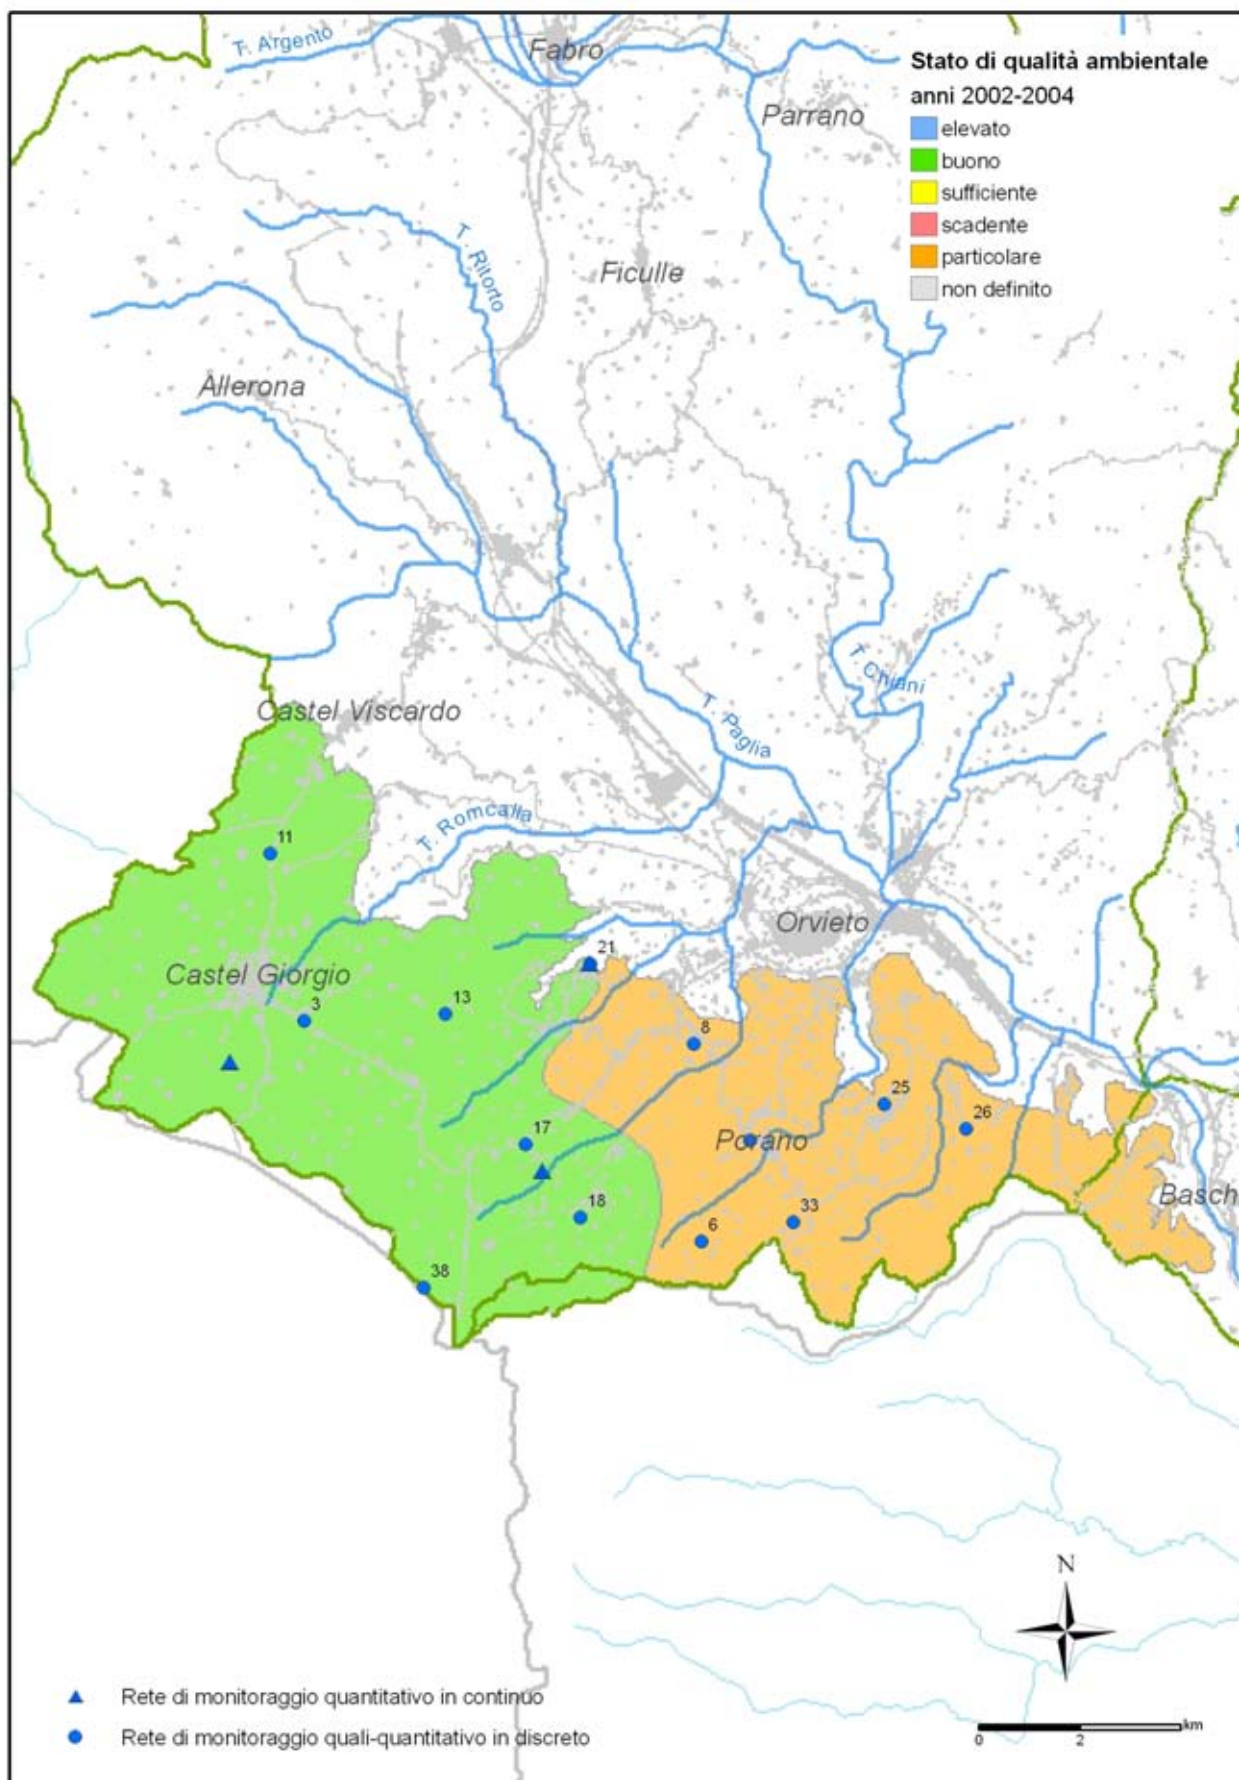 T. Argento
Fabro
Stato di qualità ambientale
anni 2002-2004
elevato
buono
sufficiente
scadente
particolare
non definito
Parrano
T. Ritorto
Ficulle
Allerona
T. Chiani
Castel Viscardo
T. Paglia
T. Romcalla
11
Orvieto
21
Castel Giorgio
3
13
8
25
26
17
Porano
Basch
18
6
33
38
N
Rete di monitoraggio quantitativo in continuo
Rete di monitoraggio quali-quantitativo in discreto
km
0
2